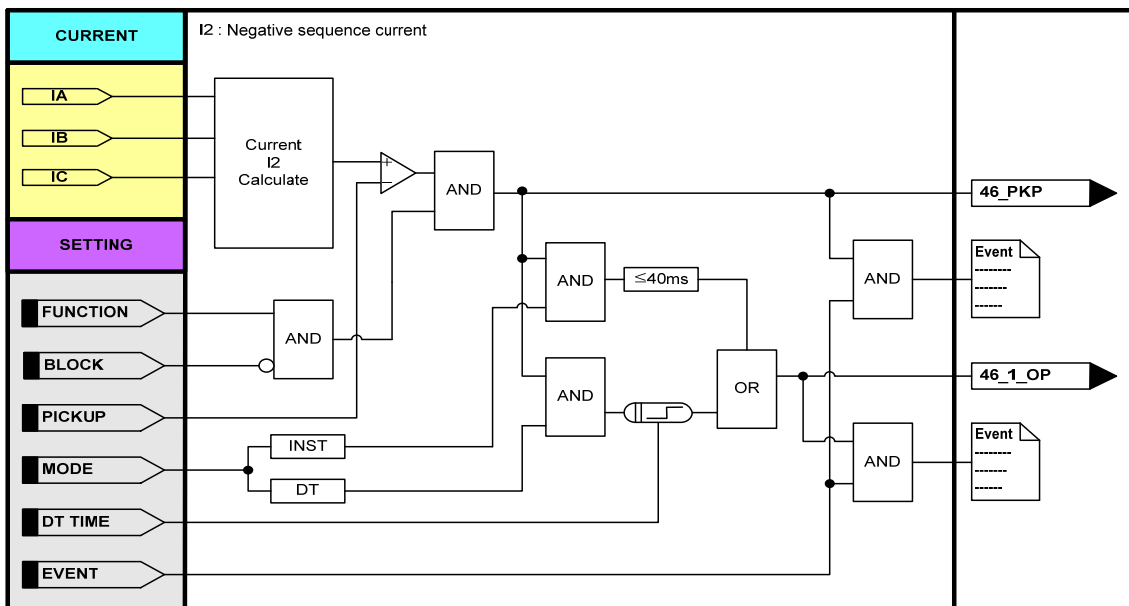 CURRENT
I2 : Negative sequence current
IA
IB
IC
Current
I2
Calculate
+
−
AND
46_PKP
SETTING
AND
≤40ms
AND
Event
--------
-------
------
FUNCTION
AND
BLOCK
OR
46_1_OP
AND
PICKUP
INST
Event
--------
-------
------
MODE
AND
DT
DT TIME
EVENT